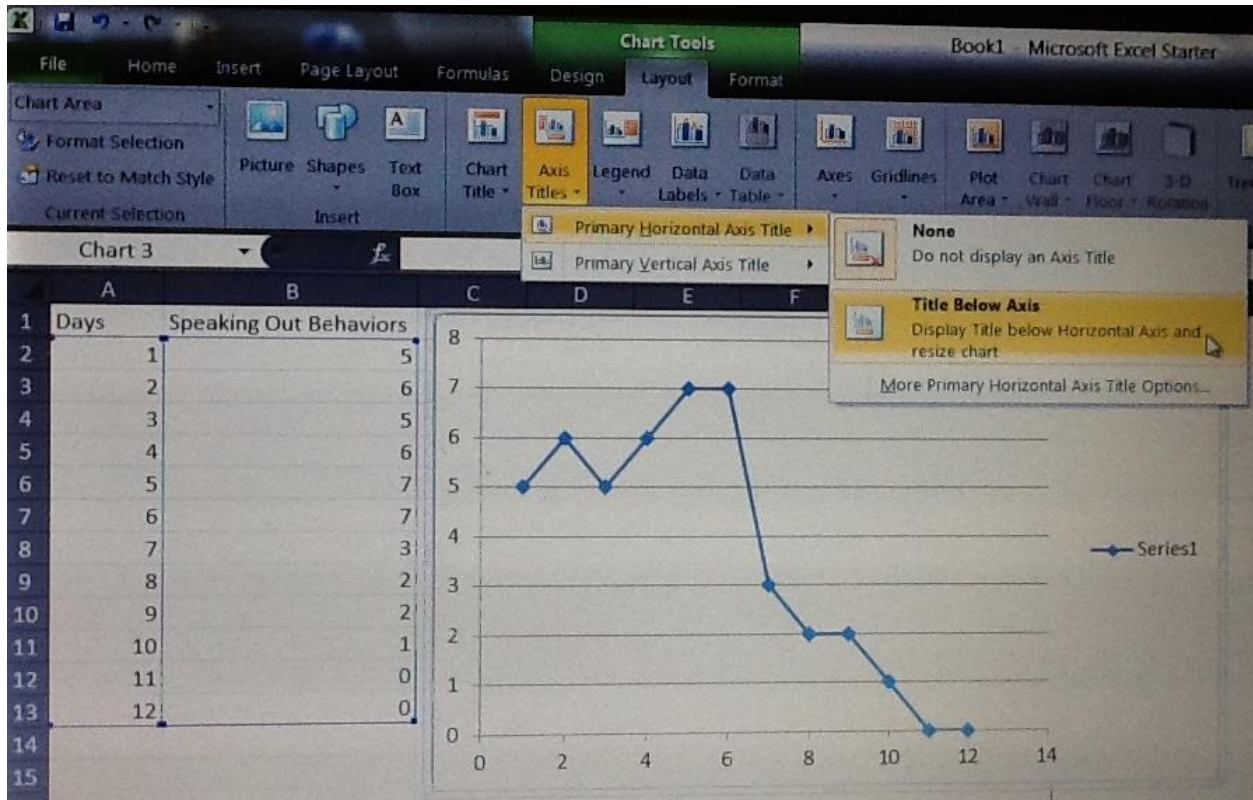 Chart Tools
Book1 - Microsoft Excel Starter
File Home Insert Page Layout Formulas Design Layout Format
Chart Area
Format Selection
Reset to Match Style
Current Selection
Picture Shapes Text Box
Insert
Chart Title
Axis Titles
Legend
Data Labels
Data Table
Axes
Gridlines
Plot Area
Chart Wall
Chart Floor
3-D Rotation
Primary Horizontal Axis Title
Primary Vertical Axis Title
None
Do not display an Axis Title
Title Below Axis
Display Title below Horizontal Axis and
resize chart
More Primary Horizontal Axis Title Options...
Chart 3 fx
A B C D E F
1 Days Speaking Out Behaviors
2 1 5
3 2 6
4 3 5
5 4 6
6 5 7
7 6 7
8 7 3
9 8 2
10 9 2
11 10 1
12 11 0
13 12 0
14
15
8
7
6
5
4
3
2
1
0
0 2 4 6 8 10 12 14
Series1